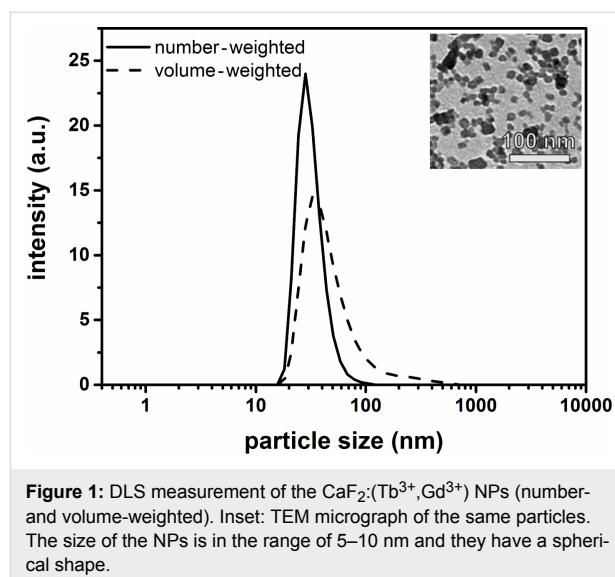 number-weighted
volume-weighted
25
20
15
10
5
0
intensity (a.u.)
100 nm
1
10
100
1000
10000
particle size (nm)
Figure 1: DLS measurement of the CaF₂:(Tb³⁺,Gd³⁺) NPs (number-
and volume-weighted). Inset: TEM micrograph of the same particles.
The size of the NPs is in the range of 5–10 nm and they have a spheri-
cal shape.